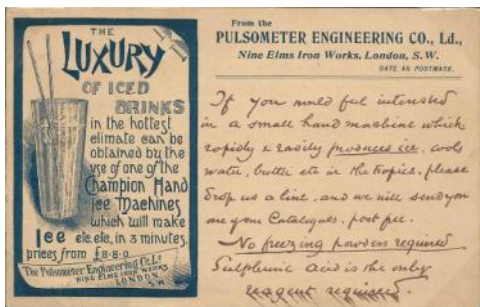 THE
LUXURY
OF ICED
DRINKS
in the hottest
climate can be
obtained by the
use of one of the
Champion Hand
Ice Machines
which will make
Ice etc. etc, in 3 minutes.
prices from £8-8-0
The Pulsometer Engineering Co. Ld
NINE ELMS IRON WORKS
LONDON
S.W
From the
PULSOMETER ENGINEERING CO., Ld.,
Nine Elms Iron Works, London, S.W.
DATE AS POSTMARK.
If you would feel interested
in a small hand machine which
rapidly & easily produces ice, cools
water, butter etc in the tropics, please
drop us a line, and we will send you
one of our Catalogues, post free.
No freezing powders required
Sulphuric acid is the only
reagent required.